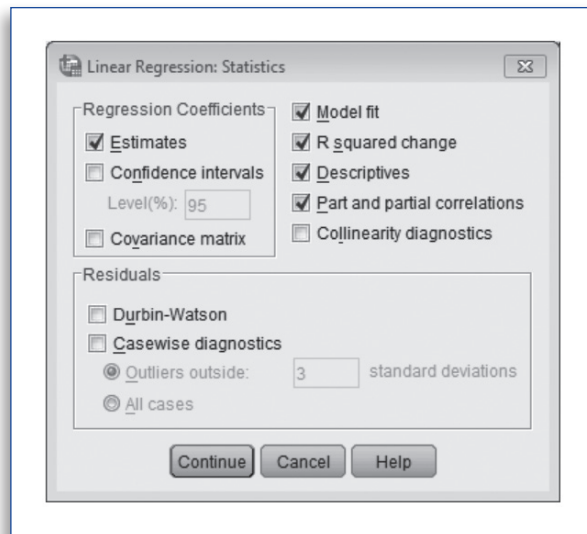 Linear Regression: Statistics
Regression Coefficients
Estimates
Confidence intervals
Level(%): 95
Covariance matrix
Model fit
R squared change
Descriptives
Part and partial correlations
Collinearity diagnostics
Residuals
Durbin-Watson
Casewise diagnostics
Outliers outside: 3 standard deviations
All cases
Continue Cancel Help